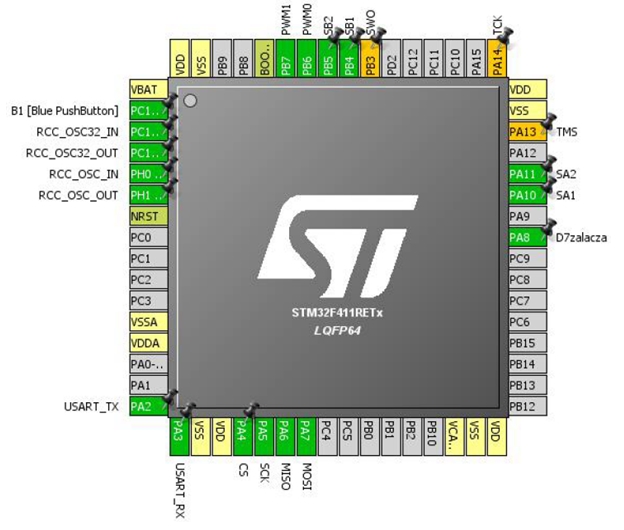 PWM1
PWM0
SB2
SB1
SWO
TCK
VDD
VSS
PB9
PB8
BOO..
PB7
PB6
PB5
PB4
PB3
PD2
PC12
PC11
PC10
PA15
PA14
VBAT
B1 [Blue PushButton] PC1..
RCC_OSC32_IN PC1..
RCC_OSC32_OUT PC1..
RCC_OSC_IN PH0 ..
RCC_OSC_OUT PH1 ..
NRST
PC0
PC1
PC2
PC3
VSSA
VDDA
PA0-..
PA1
USART_TX PA2
ST
STM32F411RETx
LQFP64
VDD
VSS
PA13 TMS
PA12
PA11 SA2
PA10 SA1
PA9
PA8 D7zalacza
PC9
PC8
PC7
PC6
PB15
PB14
PB13
PB12
PA3
VSS
VDD
PA4
PA5
PA6
PA7
PC4
PC5
PB0
PB1
PB2
PB10
VCA..
VSS
VDD
USART_RX
CS
SCK
MISO
MOSI